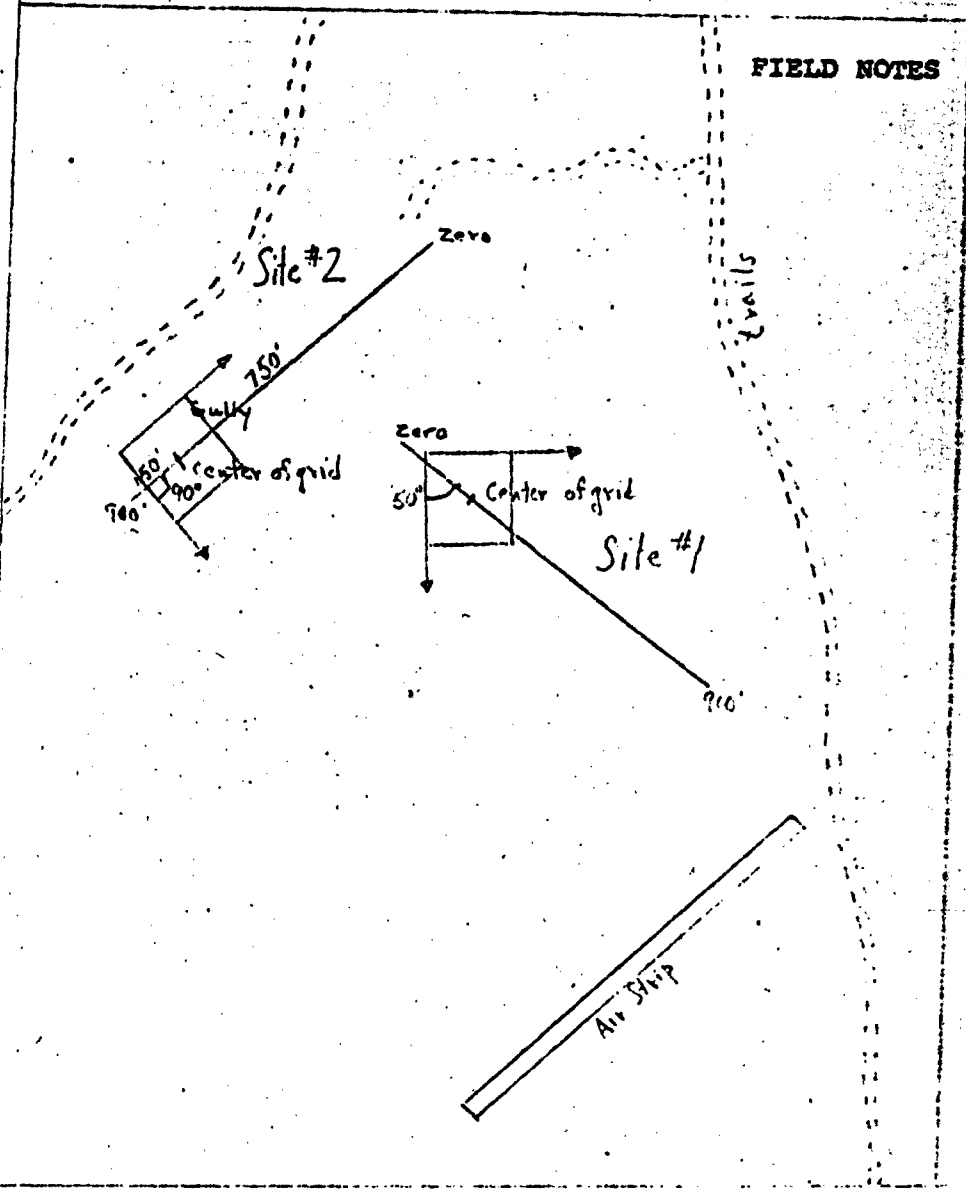 FIELD NOTES
zero
Site #2
trails
750'
Gully
zero
Center of grid
90°
50°
Center of grid
Site #1
900'
Air Strip